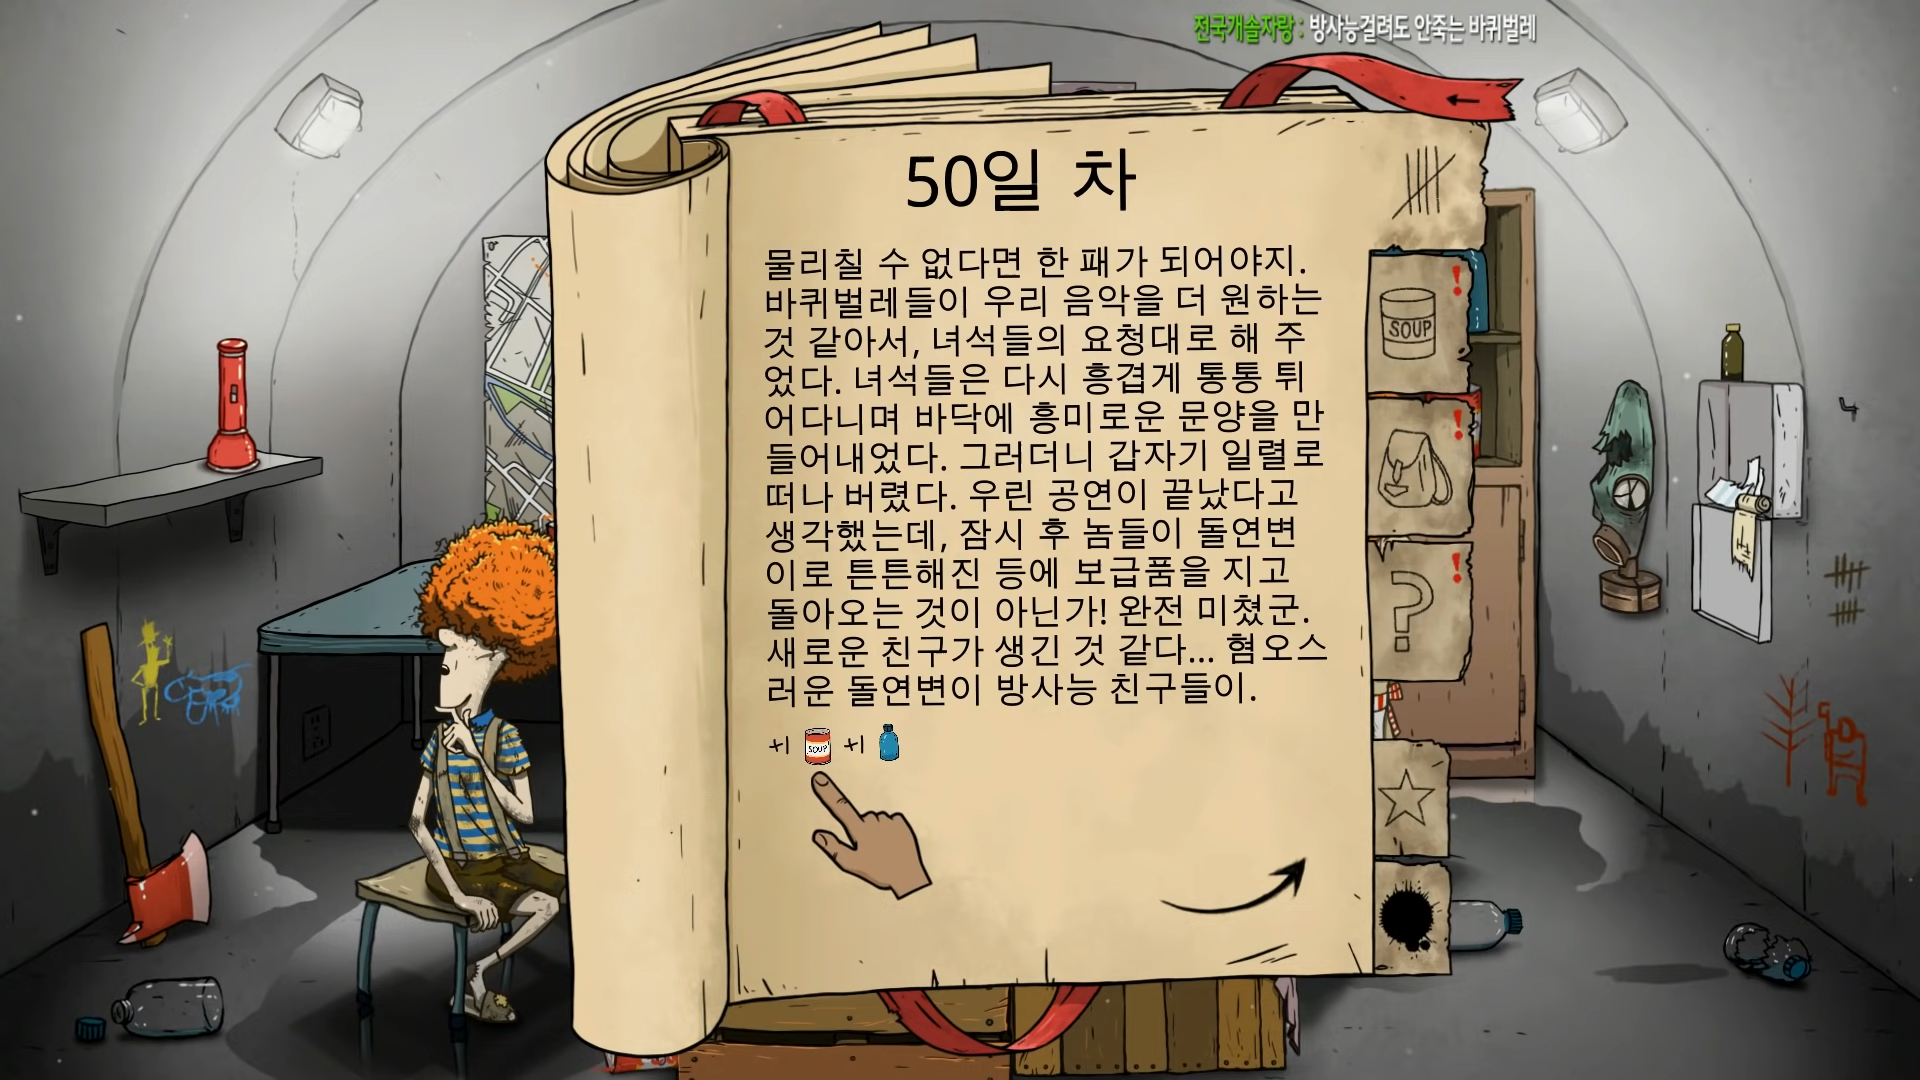 전국개솔자랑 : 방사능걸려도 안죽는 바퀴벌레
50일 차
물리칠 수 없다면 한 패가 되어야지.
바퀴벌레들이 우리 음악을 더 원하는
것 같아서, 녀석들의 요청대로 해 주
었다. 녀석들은 다시 흥겹게 통통 튀
어다니며 바닥에 흥미로운 문양을 만
들어내었다. 그러더니 갑자기 일렬로
떠나 버렸다. 우린 공연이 끝났다고
생각했는데, 잠시 후 놈들이 돌연변
이로 튼튼해진 등에 보급품을 지고
돌아오는 것이 아닌가! 완전 미쳤군.
새로운 친구가 생긴 것 같다... 혐오스
러운 돌연변이 방사능 친구들이.
+1 SOUP +1
SOUP !
!
? !